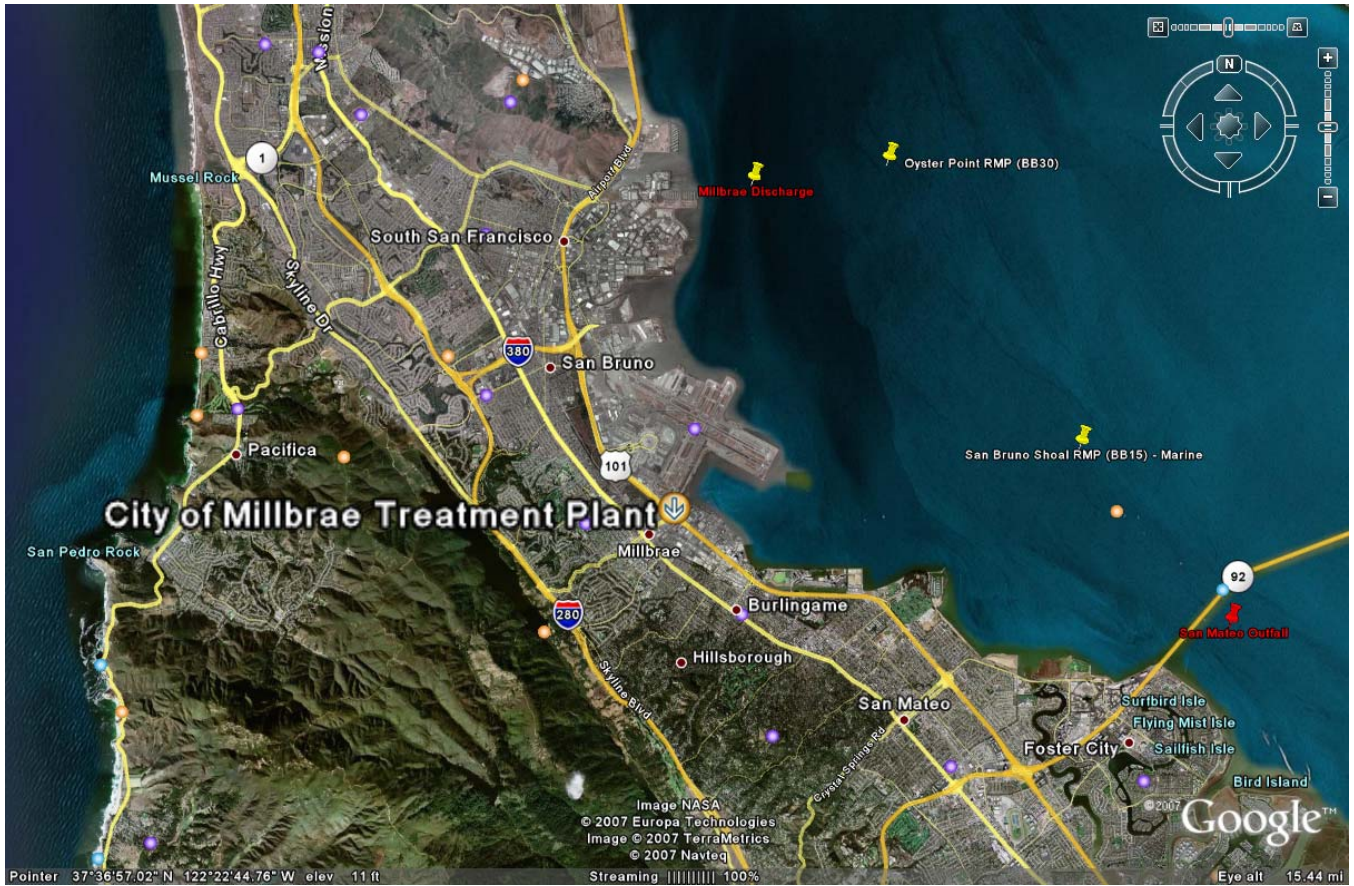 N
Mission
1
Mussel Rock
Airport Blvd
Millbrae Discharge
Oyster Point RMP (BB30)
South San Francisco
Cabrillo Hwy
Skyline Dr
380
San Bruno
Pacifica
101
San Bruno Shoal RMP (BB15) - Marine
City of Millbrae Treatment Plant
San Pedro Rock
Millbrae
92
280
Burlingame
San Mateo Outfall
Hillsborough
Skyline Blvd
San Mateo
Surfbird Isle
Flying Mist Isle
Foster City
Sailfish Isle
Crystal Springs Rd
Bird Island
Image NASA
© 2007 Europa Technologies
Image © 2007 TerraMetrics
© 2007 Navteq
©2007 Google™
Pointer 37°36'57.02" N 122°22'44.76" W elev 11 ft
Streaming ||||||||| 100%
Eye alt 15.44 mi